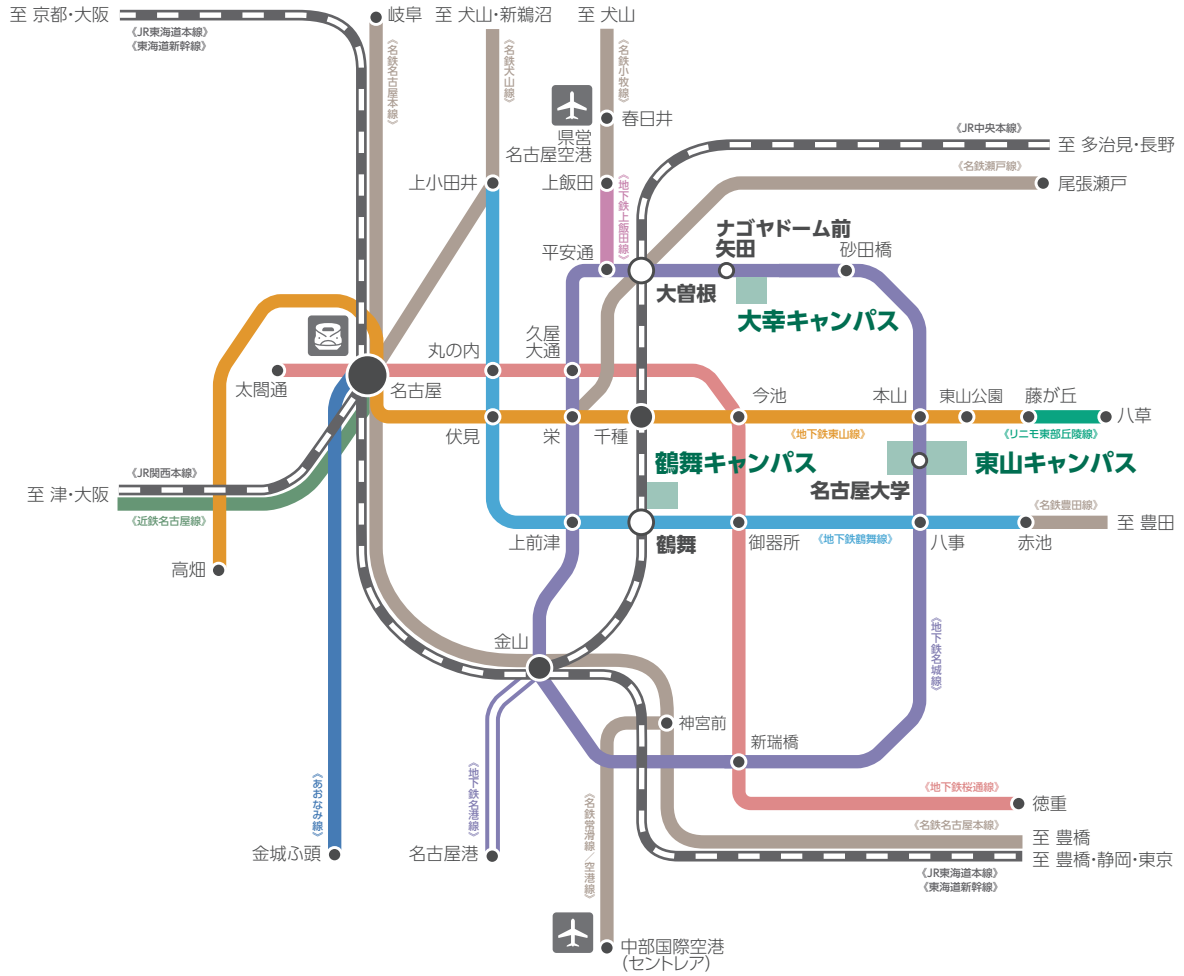 至 京都・大阪
《JR東海道本線》
《東海道新幹線》
岐阜
至 犬山・新鵜沼
至 犬山
《名鉄名古屋本線》
《名鉄犬山線》
《名鉄小牧線》
春日井
県営
名古屋空港
《JR中央本線》
至 多治見・長野
《名鉄瀬戸線》
尾張瀬戸
上小田井
上飯田
《地下鉄上飯田線》
平安通
ナゴヤドーム前
矢田
砂田橋
大曽根
大幸キャンパス
太閤通
名古屋
丸の内
久屋
大通
今池
本山
東山公園
藤が丘
八草
伏見
栄
千種
《地下鉄東山線》
《リニモ東部丘陵線》
鶴舞キャンパス
東山キャンパス
名古屋大学
《JR関西本線》
至 津・大阪
《近鉄名古屋線》
《名鉄豊田線》
至 豊田
上前津
鶴舞
御器所
《地下鉄鶴舞線》
八事
赤池
高畑
金山
《地下鉄名城線》
神宮前
新瑞橋
《あおなみ線》
《地下鉄名港線》
《名鉄常滑線/空港線》
《地下鉄桜通線》
徳重
《名鉄名古屋本線》
至 豊橋
至 豊橋・静岡・東京
《JR東海道本線》
《東海道新幹線》
金城ふ頭
名古屋港
中部国際空港
(セントレア)